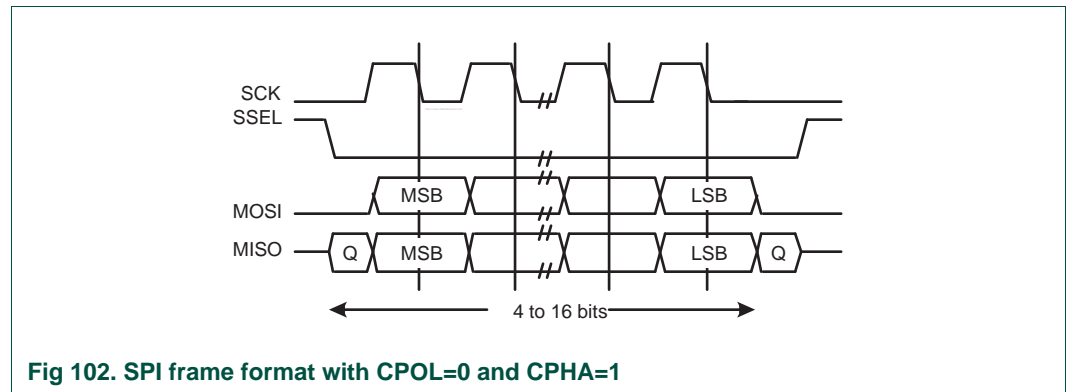 SCK
SSEL
MOSI MSB LSB
MISO Q MSB LSB Q
4 to 16 bits
Fig 102. SPI frame format with CPOL=0 and CPHA=1